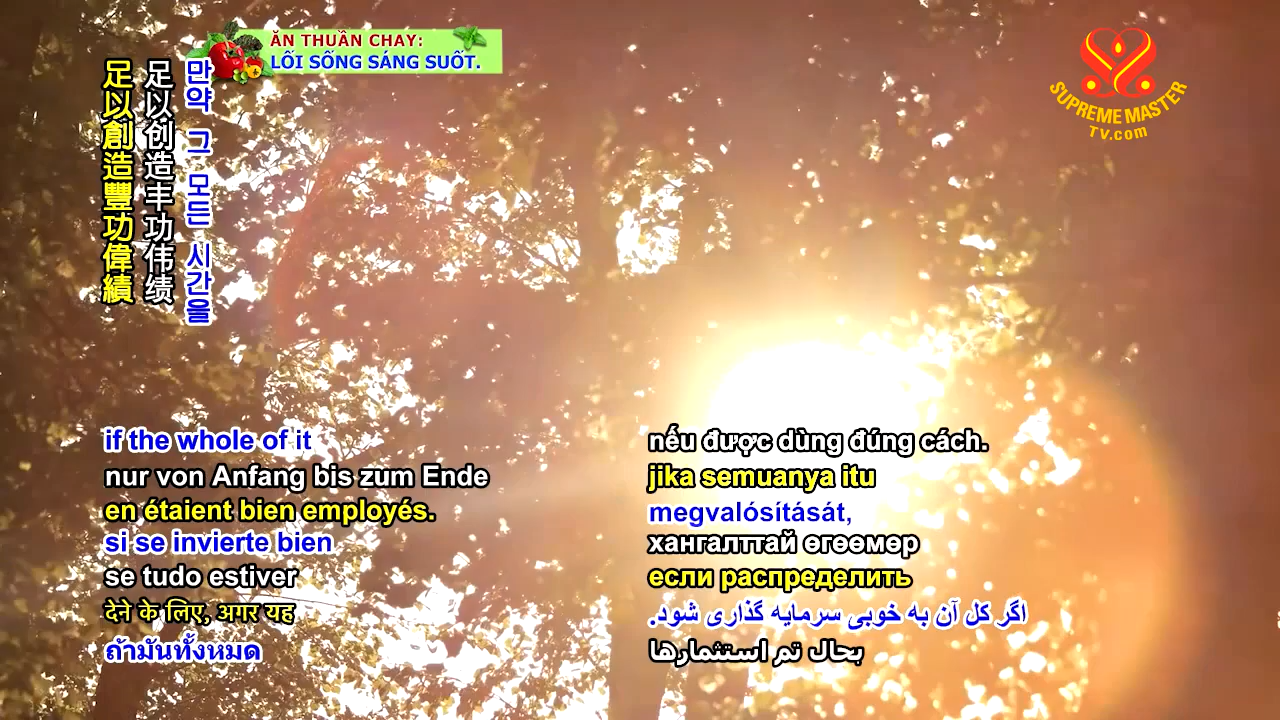 ĂN THUẦN CHAY:
LỐI SỐNG SÁNG SUỐT.
SUPREME MASTER
TV.com
足以創造豐功偉績
足以创造丰功伟绩
만약 그 모든 시간을
if the whole of it
nur von Anfang bis zum Ende
en étaient bien employés.
si se invierte bien
se tudo estiver
देने के लिए, अगर यह
ถ้ามันทั้งหมด
nếu được dùng đúng cách.
jika semuanya itu
megvalósítását,
хангалттай өгөөмөр
если распределить
اگر کل آن به خوبی سرمایه گذاری شود.
بحال تم استثمارها